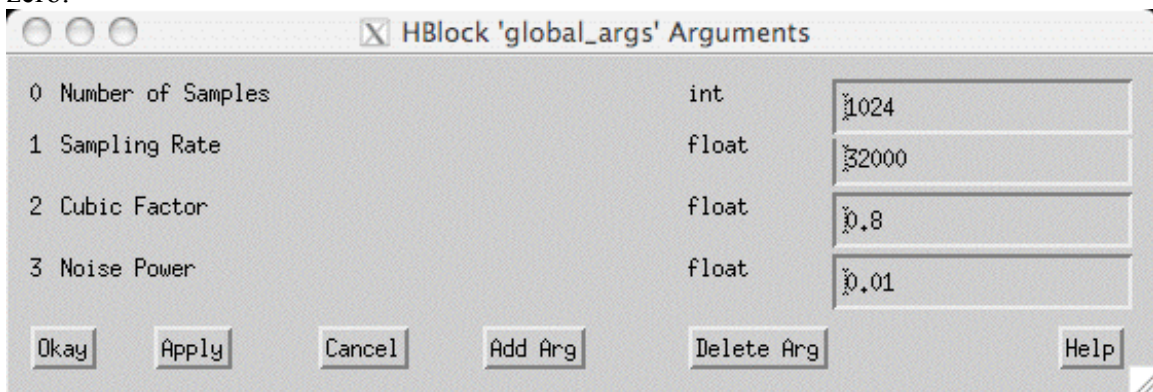 zero.
X HBlock 'global_args' Arguments
0 Number of Samples int 1024
1 Sampling Rate float 32000
2 Cubic Factor float 0.8
3 Noise Power float 0.01
Okay Apply Cancel Add Arg Delete Arg Help